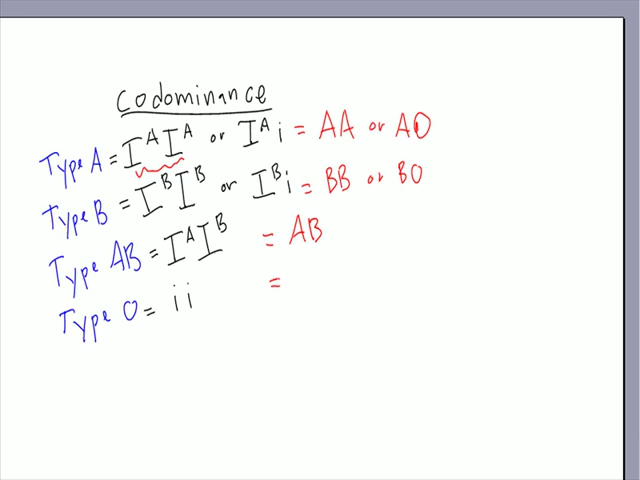 Codominance
Type A = I^A I^A or I^A i = AA or AO
Type B = I^B I^B or I^B i = BB or BO
Type AB = I^A I^B = AB
Type O = i i =